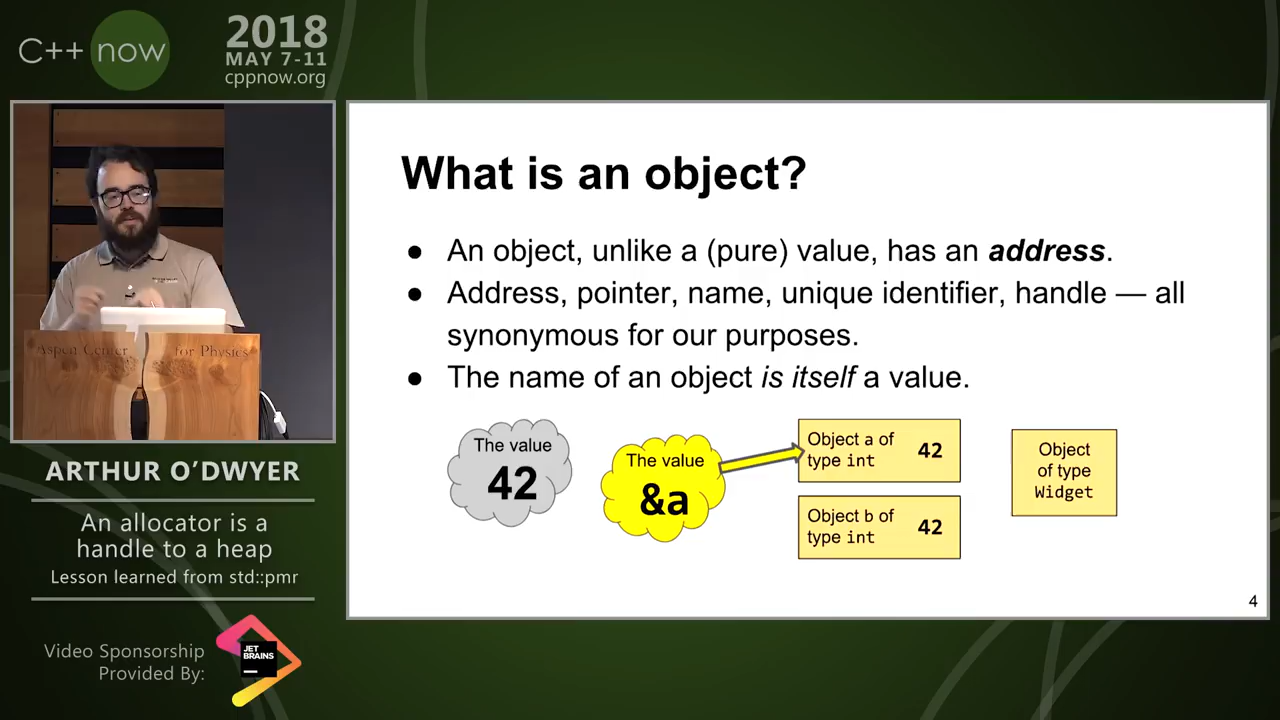 C++ now
2018
MAY 7-11
cppnow.org
Aspen Center for Physics
ARTHUR O'DWYER
An allocator is a
handle to a heap
Lesson learned from std::pmr
Video Sponsorship
Provided By:
JET
BRAINS
What is an object?
● An object, unlike a (pure) value, has an address.
● Address, pointer, name, unique identifier, handle — all
synonymous for our purposes.
● The name of an object is itself a value.
The value
42
The value
&a
Object a of
type int 42
Object b of
type int 42
Object
of type
Widget
4